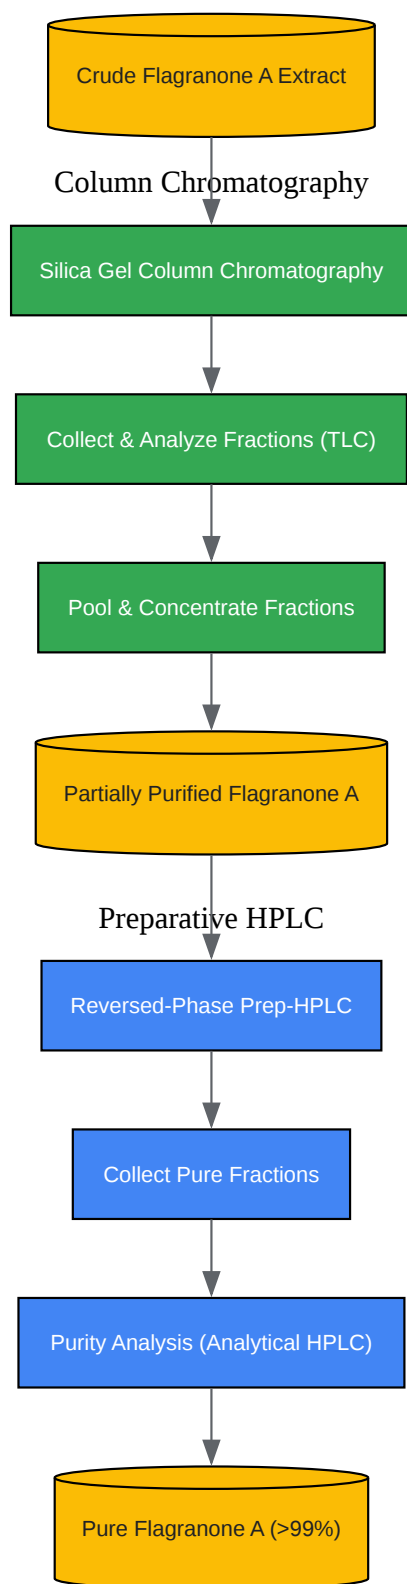 Crude Flagranone A Extract
Column Chromatography
Silica Gel Column Chromatography
Collect & Analyze Fractions (TLC)
Pool & Concentrate Fractions
Partially Purified Flagranone A
Preparative HPLC
Reversed-Phase Prep-HPLC
Collect Pure Fractions
Purity Analysis (Analytical HPLC)
Pure Flagranone A (>99%)